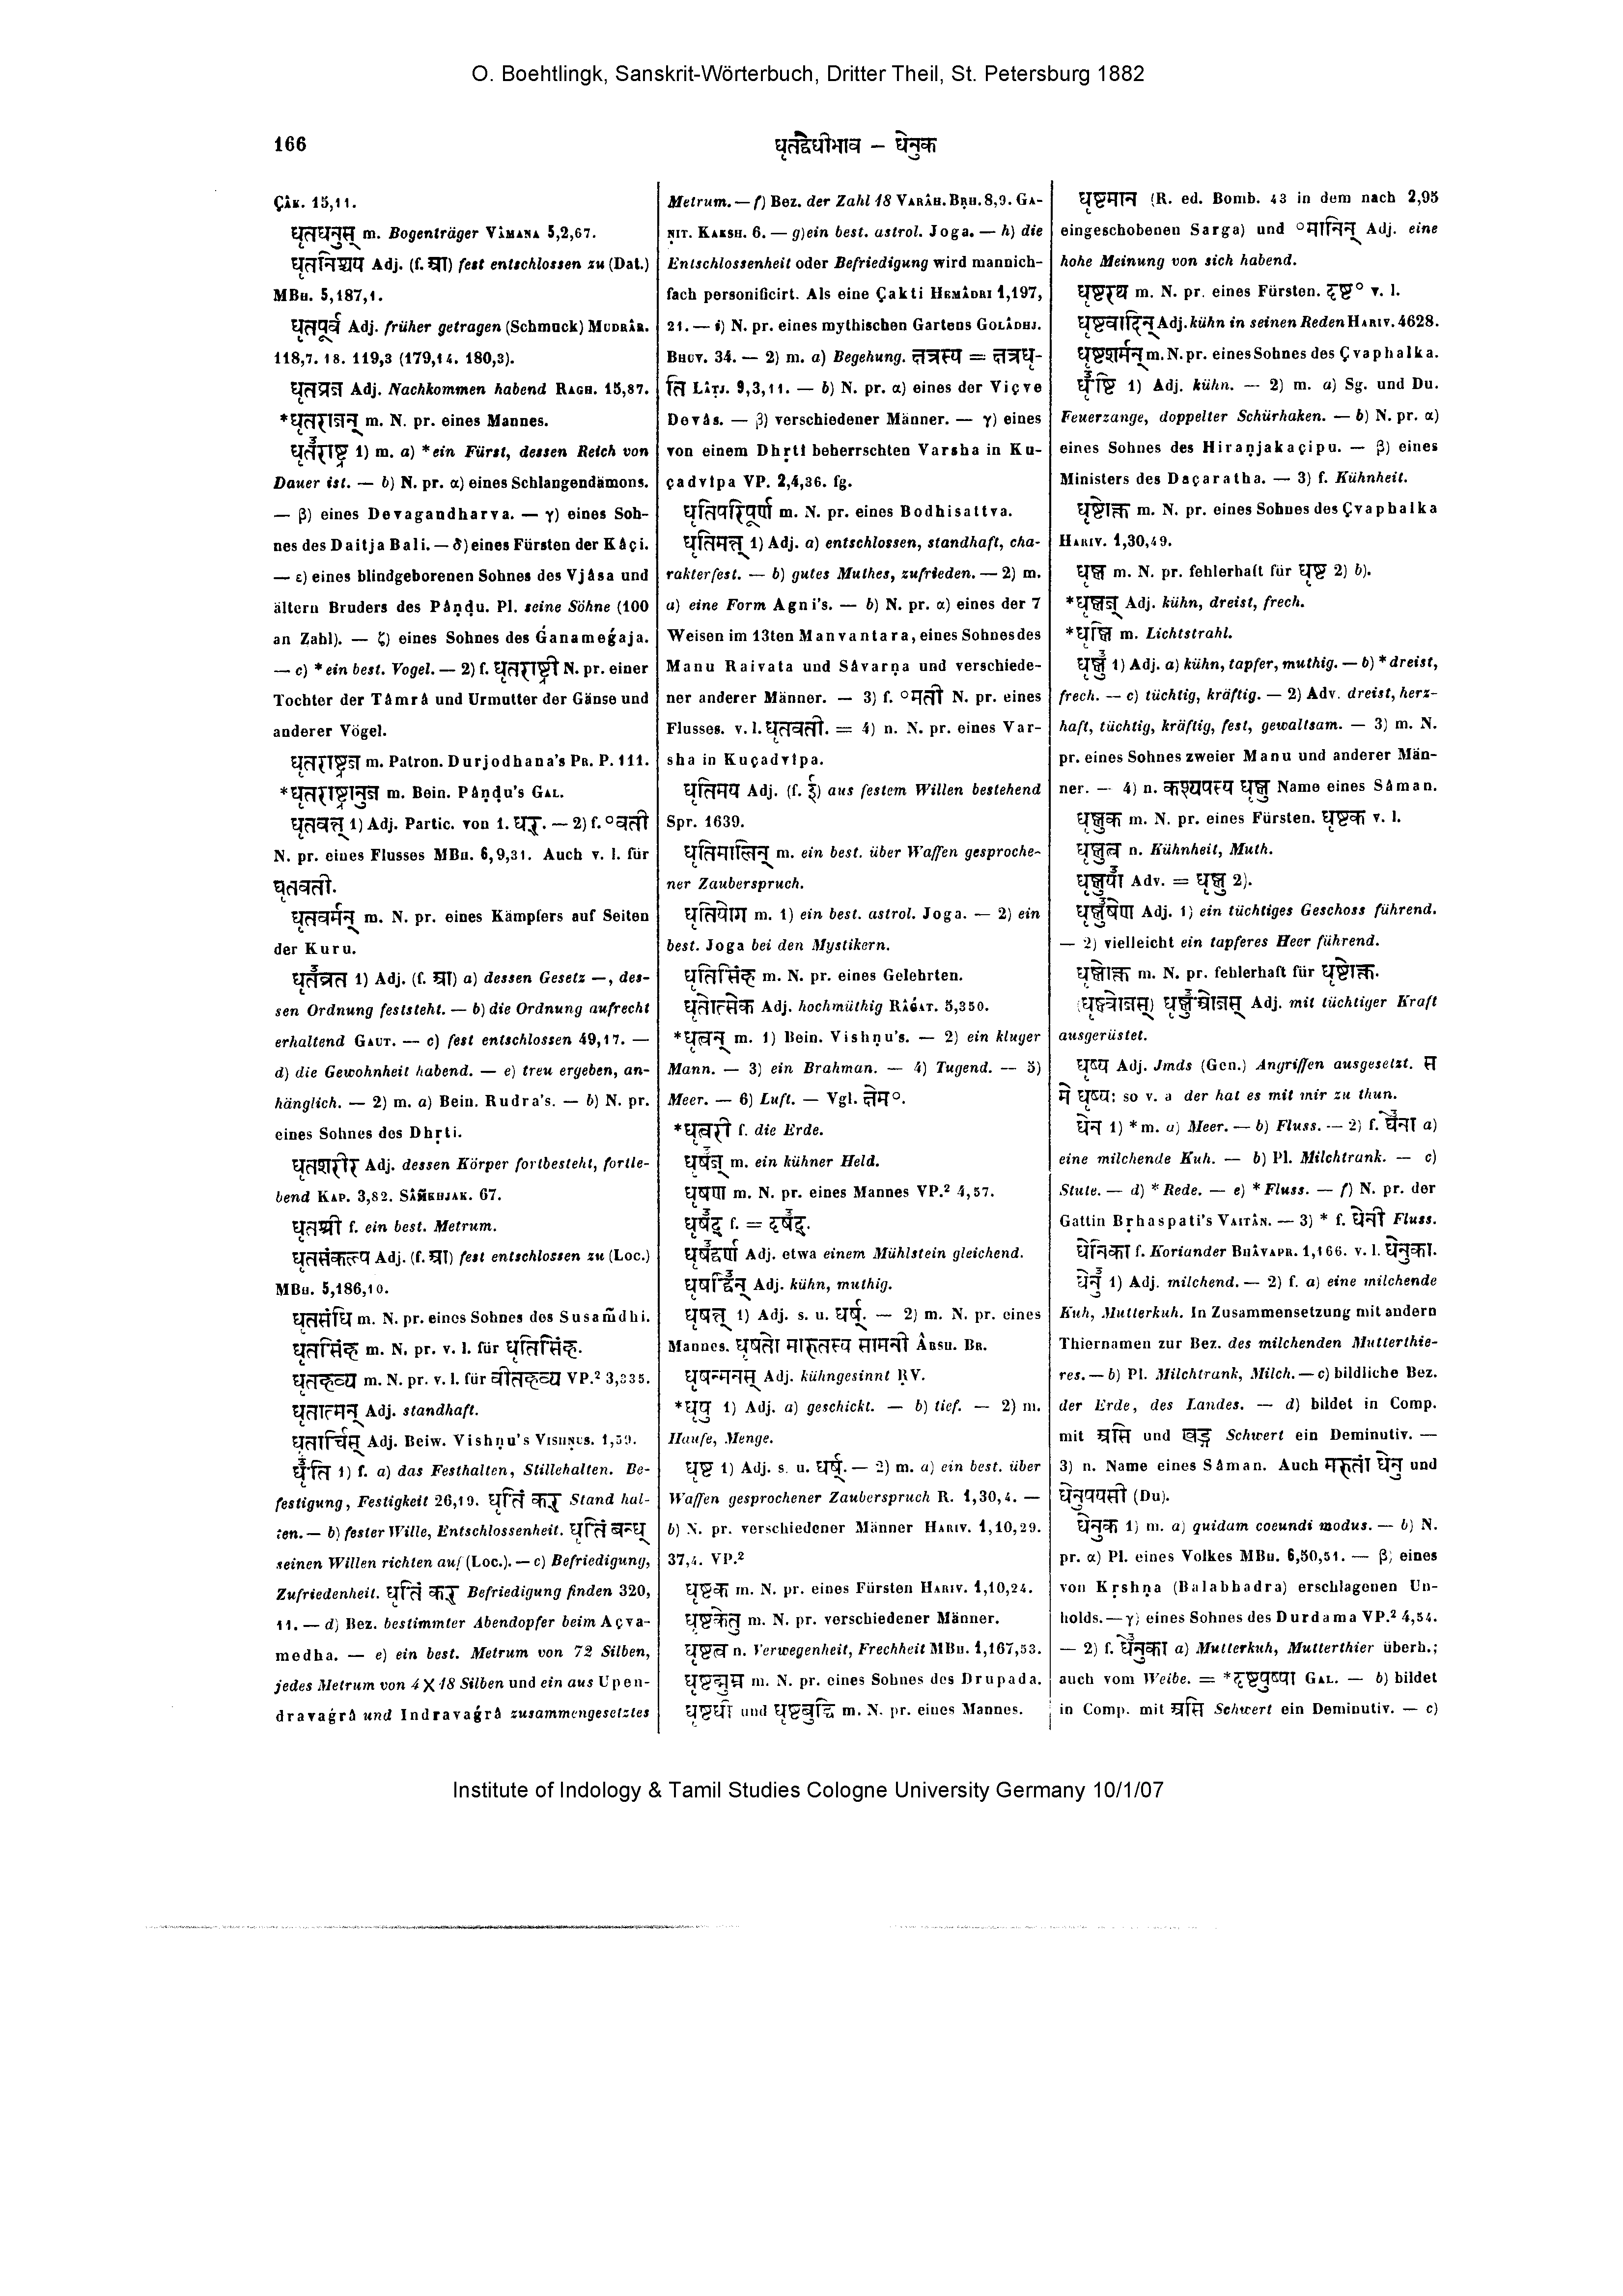 O. Boehtlingk, Sanskrit-Wörterbuch, Dritter Theil, St. Petersburg 1882
166
धृतद्वैधीभाव – धेनुक
Çâk. 15,11.
धृतधनुस् m. Bogenträger Vâmana 5,2,67.
धृतनिश्चय Adj. (f. आ) fest entschlossen zu (Dat.)
MBh. 5,187,1.
धृतपूर्व Adj. früher getragen (Schmuck) Mudrâr.
118,7. 18. 119,3 (179,14. 180,3).
धृतप्रज Adj. Nachkommen habend Ragh. 15,87.
*धृतराजन् m. N. pr. eines Mannes.
धृतराष्ट्र 1) m. a) *ein Fürst, dessen Reich von
Dauer ist. — b) N. pr. α) eines Schlangendämons.
— β) eines Devagandharva. — γ) eines Soh-
nes des Daitja Bali. — δ) eines Fürsten der Kâçi.
— ε) eines blindgeborenen Sohnes des Vjâsa und
ältern Bruders des Pâṇḍu. Pl. seine Söhne (100
an Zahl). — ζ) eines Sohnes des Ǵanameǵaja.
— c) *ein best. Vogel. — 2) f. धृतराष्ट्री N. pr. einer
Tochter der Tâmrâ und Urmutter der Gänse und
anderer Vögel.
धृतराष्ट्रज m. Patron. Durjodhana's Pr. P. 111.
*धृतराष्ट्रानुज m. Bein. Pâṇḍu's Gal.
धृतवत् 1) Adj. Partic. von 1. धर्. — 2) f. °वती
N. pr. eines Flusses MBh. 6,9,31. Auch v. l. für
घृतवती.
धृतवर्मन् m. N. pr. eines Kämpfers auf Seiten
der Kuru.
धृतव्रत 1) Adj. (f. आ) a) dessen Gesetz —, des-
sen Ordnung feststeht. — b) die Ordnung aufrecht
erhaltend Gaut. — c) fest entschlossen 49,17. —
d) die Gewohnheit habend. — e) treu ergeben, an-
hänglich. — 2) m. a) Bein. Rudra's. — b) N. pr.
eines Sohnes des Dhṛti.
धृतशरीर Adj. dessen Körper fortbesteht, fortle-
bend Kap. 3,82. Sâm̃khjak. 67.
धृतश्री f. ein best. Metrum.
धृतसंकल्प Adj. (f. आ) fest entschlossen zu (Loc.)
MBh. 5,186,10.
धृतसंधि m. N. pr. eines Sohnes des Susam̃dhi.
धृतसिंह m. N. pr. v. l. für धृतिसिंह.
धृतहव्य m. N. pr. v. l. für वीतहव्य VP.² 3,335.
धृतात्मन् Adj. standhaft.
धृतार्चिस् Adj. Beiw. Vishṇu's Vishṇus. 1,59.
धृति 1) f. a) das Festhalten, Stillehalten. Be-
festigung, Festigkeit 26,19. धृतिं कर् Stand hal-
ten. — b) fester Wille, Entschlossenheit. धृतिं बन्ध्
seinen Willen richten auf (Loc.). — c) Befriedigung,
Zufriedenheit. धृतिं कर् Befriedigung finden 320,
11. — d) Bez. bestimmter Abendopfer beim Açva-
medha. — e) ein best. Metrum von 72 Silben,
jedes Metrum von 4 X 18 Silben und ein aus Upen-
dravaǵrâ und Indravaǵrâ zusammengesetztes
Metrum. — f) Bez. der Zahl 18 Varâh. Bṛh. 8,9. Ga-
ṇit. Kaksh. 6. — g) ein best. astrol. Joga. — h) die
Entschlossenheit oder Befriedigung wird mannich-
fach personificirt. Als eine Çakti Hemâdri 1,197,
21. — i) N. pr. eines mythischen Gartens Golâdhj.
Bhuv. 34. — 2) m. a) Begehung. तत्रस्य = तत्रधृ-
ति Lâṭj. 9,3,11. — b) N. pr. α) eines der Viçve
Devâs. — β) verschiedener Männer. — γ) eines
von einem Dhṛti beherrschten Varsha in Ku-
çadvîpa VP. 2,4,36. fg.
धृतिपरिपूर्ण m. N. pr. eines Bodhisattva.
धृतिमत् 1) Adj. a) entschlossen, standhaft, cha-
rakterfest. — b) gutes Muthes, zufrieden. — 2) m.
a) eine Form Agni's. — b) N. pr. α) eines der 7
Weisen im 13ten Manvantara, eines Sohnes des
Manu Raivata und Sâvarṇa und verschiede-
ner anderer Männer. — 3) f. °मती N. pr. eines
Flusses. v. l. धृतवती. = 4) n. N. pr. eines Var-
sha in Kuçadvîpa.
धृतिमय Adj. (f. ई) aus festem Willen bestehend
Spr. 1639.
धृतिमालिन् m. ein best. über Waffen gesproche-
ner Zauberspruch.
धृतियोग m. 1) ein best. astrol. Joga. — 2) ein
best. Joga bei den Mystikern.
धृतिसिंह m. N. pr. eines Gelehrten.
धृतोत्सेक Adj. hochmüthig Râǵat. 5,350.
*धृत्वन् m. 1) Bein. Vishṇu's. — 2) ein kluger
Mann. — 3) ein Brahman. — 4) Tugend. — 5)
Meer. — 6) Luft. — Vgl. तेम°.
*धृत्वरी f. die Erde.
धृषज् m. ein kühner Held.
धृषण m. N. pr. eines Mannes VP.² 4,57.
धृषद् f. = दृषद्.
धृषद्वर्ण Adj. etwa einem Mühlstein gleichend.
धृषद्विन् Adj. kühn, muthig.
धृषत् 1) Adj. s. u. धर्ष्. — 2) m. N. pr. eines
Mannes. धृषतो मारुतस्य सामनी Ârsh. Br.
धृषन्मनस् Adj. kühngesinnt ṚV.
*धृषु 1) Adj. a) geschickt. — b) tief. — 2) m.
Haufe, Menge.
धृष्ट 1) Adj. s. u. धर्ष्. — 2) m. a) ein best. über
Waffen gesprochener Zauberspruch R. 1,30,4. —
b) N. pr. verschiedener Männer Hariv. 1,10,29.
37,4. VP.²
धृष्टक m. N. pr. eines Fürsten Hariv. 1,10,24.
धृष्टकेतु m. N. pr. verschiedener Männer.
धृष्टत्व n. Verwegenheit, Frechheit MBh. 1,167,53.
धृष्टद्युम्न m. N. pr. eines Sohnes des Drupada.
धृष्टधी und धृष्टबुद्धि m. N. pr. eines Mannes.
धृष्टमान (R. ed. Bomb. 43 in dem nach 2,95
eingeschobenen Sarga) und °मानिन् Adj. eine
hohe Meinung von sich habend.
धृष्टरथ m. N. pr. eines Fürsten. दृष्ट° v. l.
धृष्टवादिन् Adj. kühn in seinen Reden Hariv. 4628.
धृष्टशर्मन् m. N. pr. eines Sohnes des Çvaphalka.
धृष्टि 1) Adj. kühn. — 2) m. a) Sg. und Du.
Feuerzange, doppelter Schürhaken. — b) N. pr. α)
eines Sohnes des Hiraṇjakaçipu. — β) eines
Ministers des Daçaratha. — 3) f. Kühnheit.
धृष्टोक्त m. N. pr. eines Sohnes des Çvaphalka
Hariv. 1,30,49.
धृष्ण m. N. pr. fehlerhaft für धृष्ट 2) b).
*धृष्णज् Adj. kühn, dreist, frech.
*धृष्णि m. Lichtstrahl.
धृष्णु 1) Adj. a) kühn, tapfer, muthig. — b) *dreist,
frech. — c) tüchtig, kräftig. — 2) Adv. dreist, herz-
haft, tüchtig, kräftig, fest, gewaltsam. — 3) m. N.
pr. eines Sohnes zweier Manu und anderer Män-
ner. — 4) n. कश्यपस्य धृष्णु Name eines Sâman.
धृष्णुक m. N. pr. eines Fürsten. धृष्टक v. l.
धृष्णुत्व n. Kühnheit, Muth.
धृष्णुया Adv. = धृष्णु 2).
धृष्णुषेण Adj. 1) ein tüchtiges Geschoss führend.
— 2) vielleicht ein tapferes Heer führend.
धृष्णोक्त m. N. pr. fehlerhaft für धृष्टोक्त.
(धृष्ण्वोजस्) धृष्णुओजस् Adj. mit tüchtiger Kraft
ausgerüstet.
धृष्य Adj. Jmds (Gen.) Angriffen ausgesetzt. स
मे धृष्यः so v. a der hat es mit mir zu thun.
धेन 1) *m. a) Meer. — b) Fluss. — 2) f. धेना a)
eine milchende Kuh. — b) Pl. Milchtrank. — c)
Stute. — d) *Rede. — e) *Fluss. — f) N. pr. der
Gattin Bṛhaspati's Vaitân. — 3) * f. धेनी Fluss.
धेनिका f. Koriander Bhâvapr. 1,166. v. l. धेनुका.
धेनु 1) Adj. milchend. — 2) f. a) eine milchende
Kuh, Mutterkuh. In Zusammensetzung mit andern
Thiernamen zur Bez. des milchenden Mutterthie-
res. — b) Pl. Milchtrank, Milch. — c) bildliche Bez.
der Erde, des Landes. — d) bildet in Comp.
mit असि und खड्ग Schwert ein Deminutiv. —
3) n. Name eines Sâman. Auch मरुतां धेनु und
धेनुपयसी (Du).
धेनुक 1) m. a) quidam coeundi modus. — b) N.
pr. α) Pl. eines Volkes MBh. 6,50,51. — β) eines
von Kṛshṇa (Balabhadra) erschlagenen Un-
holds. — γ) eines Sohnes des Durdama VP.² 4,54.
— 2) f. धेनुका a) Mutterkuh, Mutterthier überh.;
auch vom Weibe. = *दृष्टपुष्पा Gal. — b) bildet
in Comp. mit असि Schwert ein Deminutiv. — c)
Institute of Indology & Tamil Studies Cologne University Germany 10/1/07